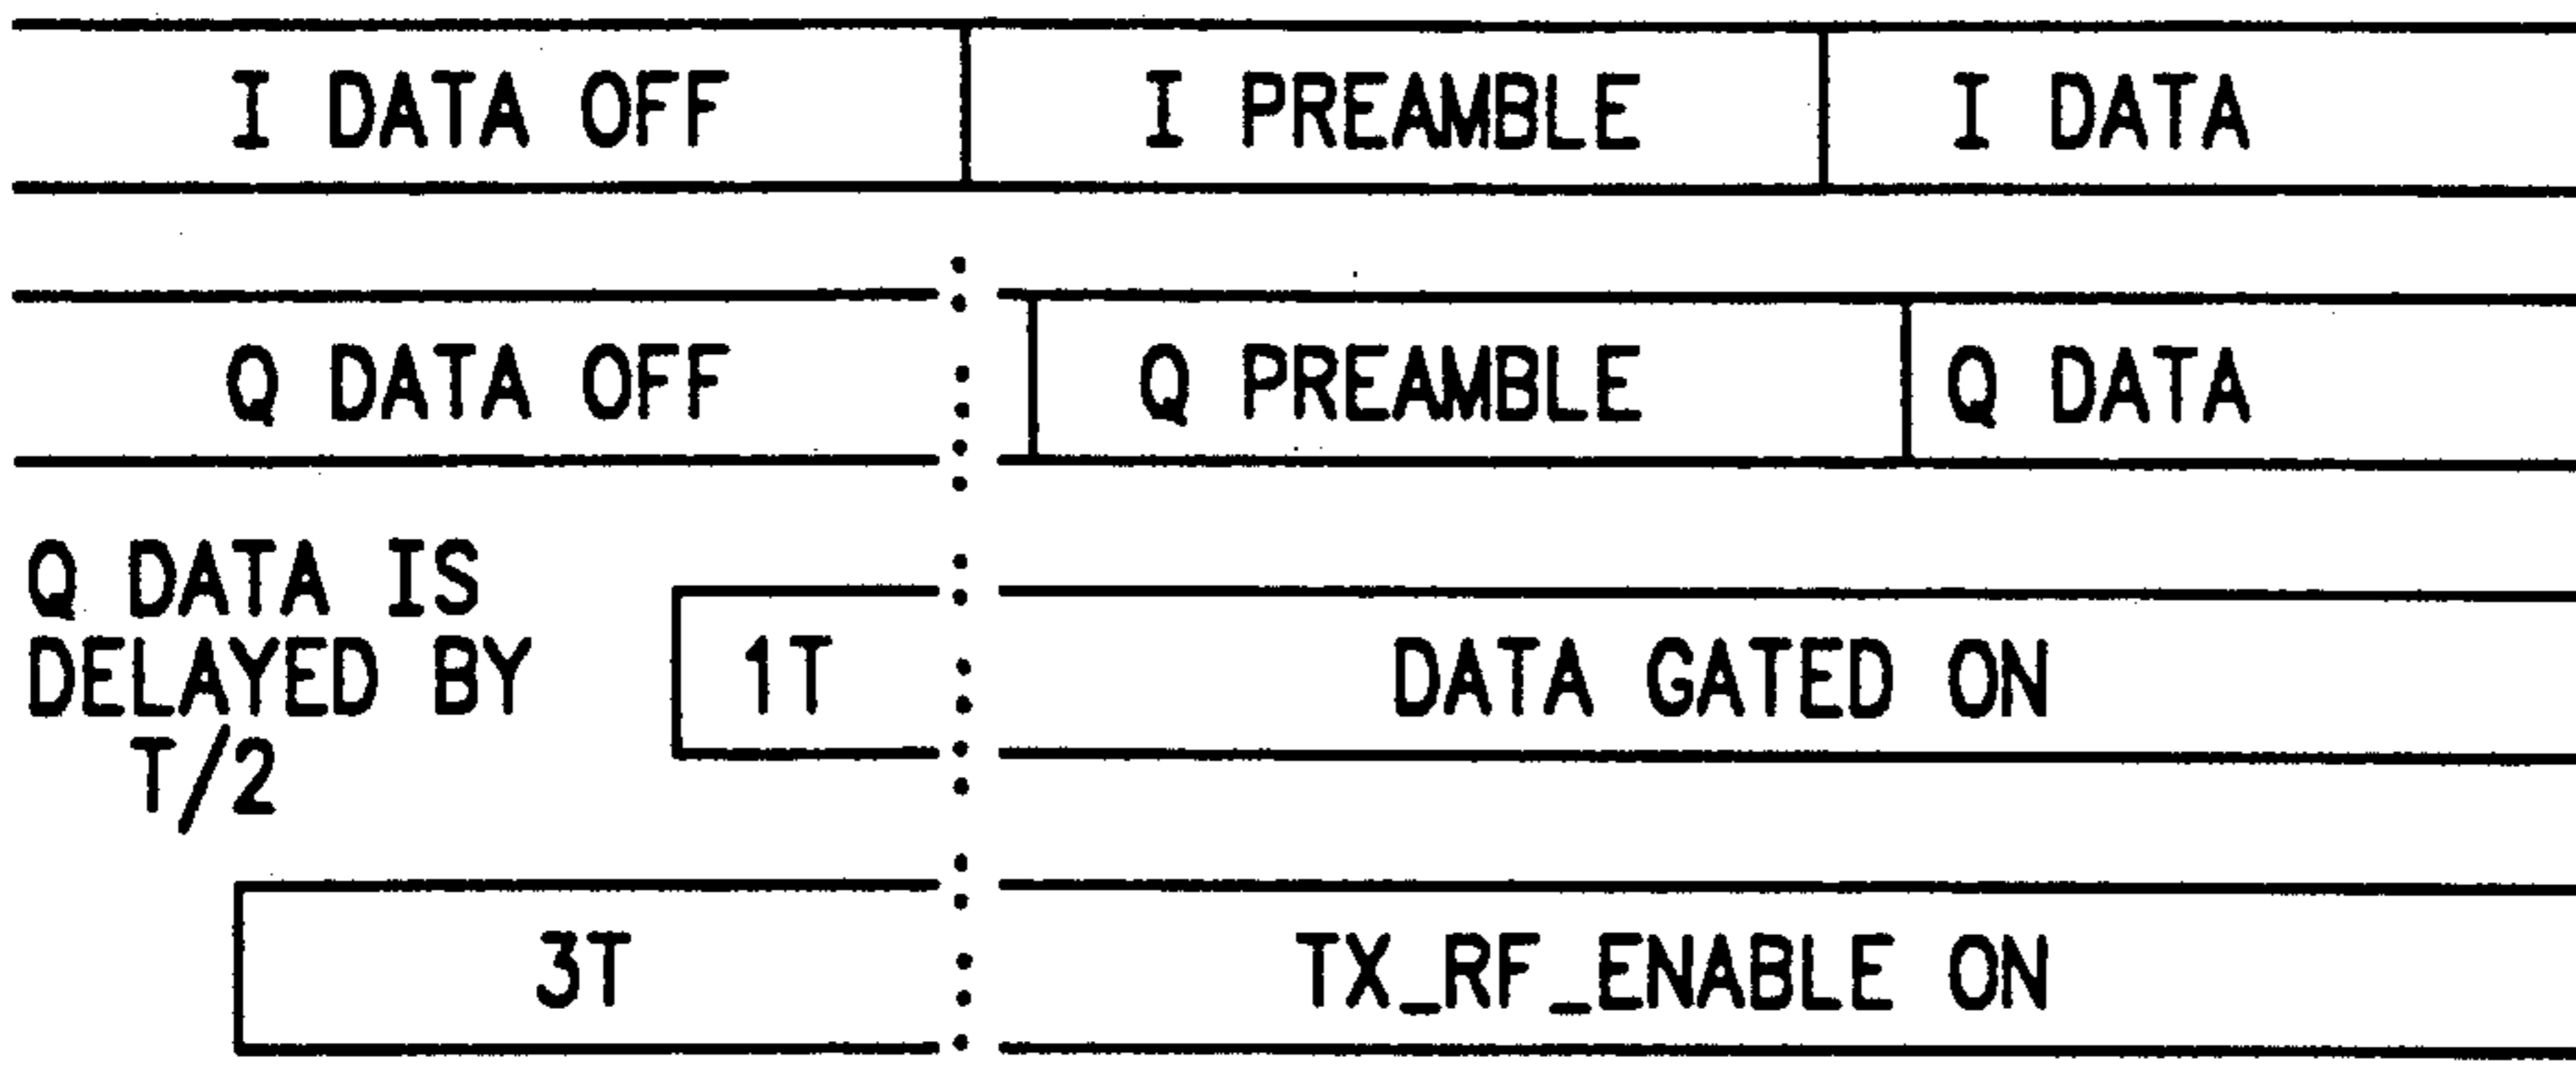 I DATA OFF I PREAMBLE I DATA
Q DATA OFF Q PREAMBLE Q DATA
Q DATA IS
DELAYED BY
T/2
1T DATA GATED ON
3T TX_RF_ENABLE ON